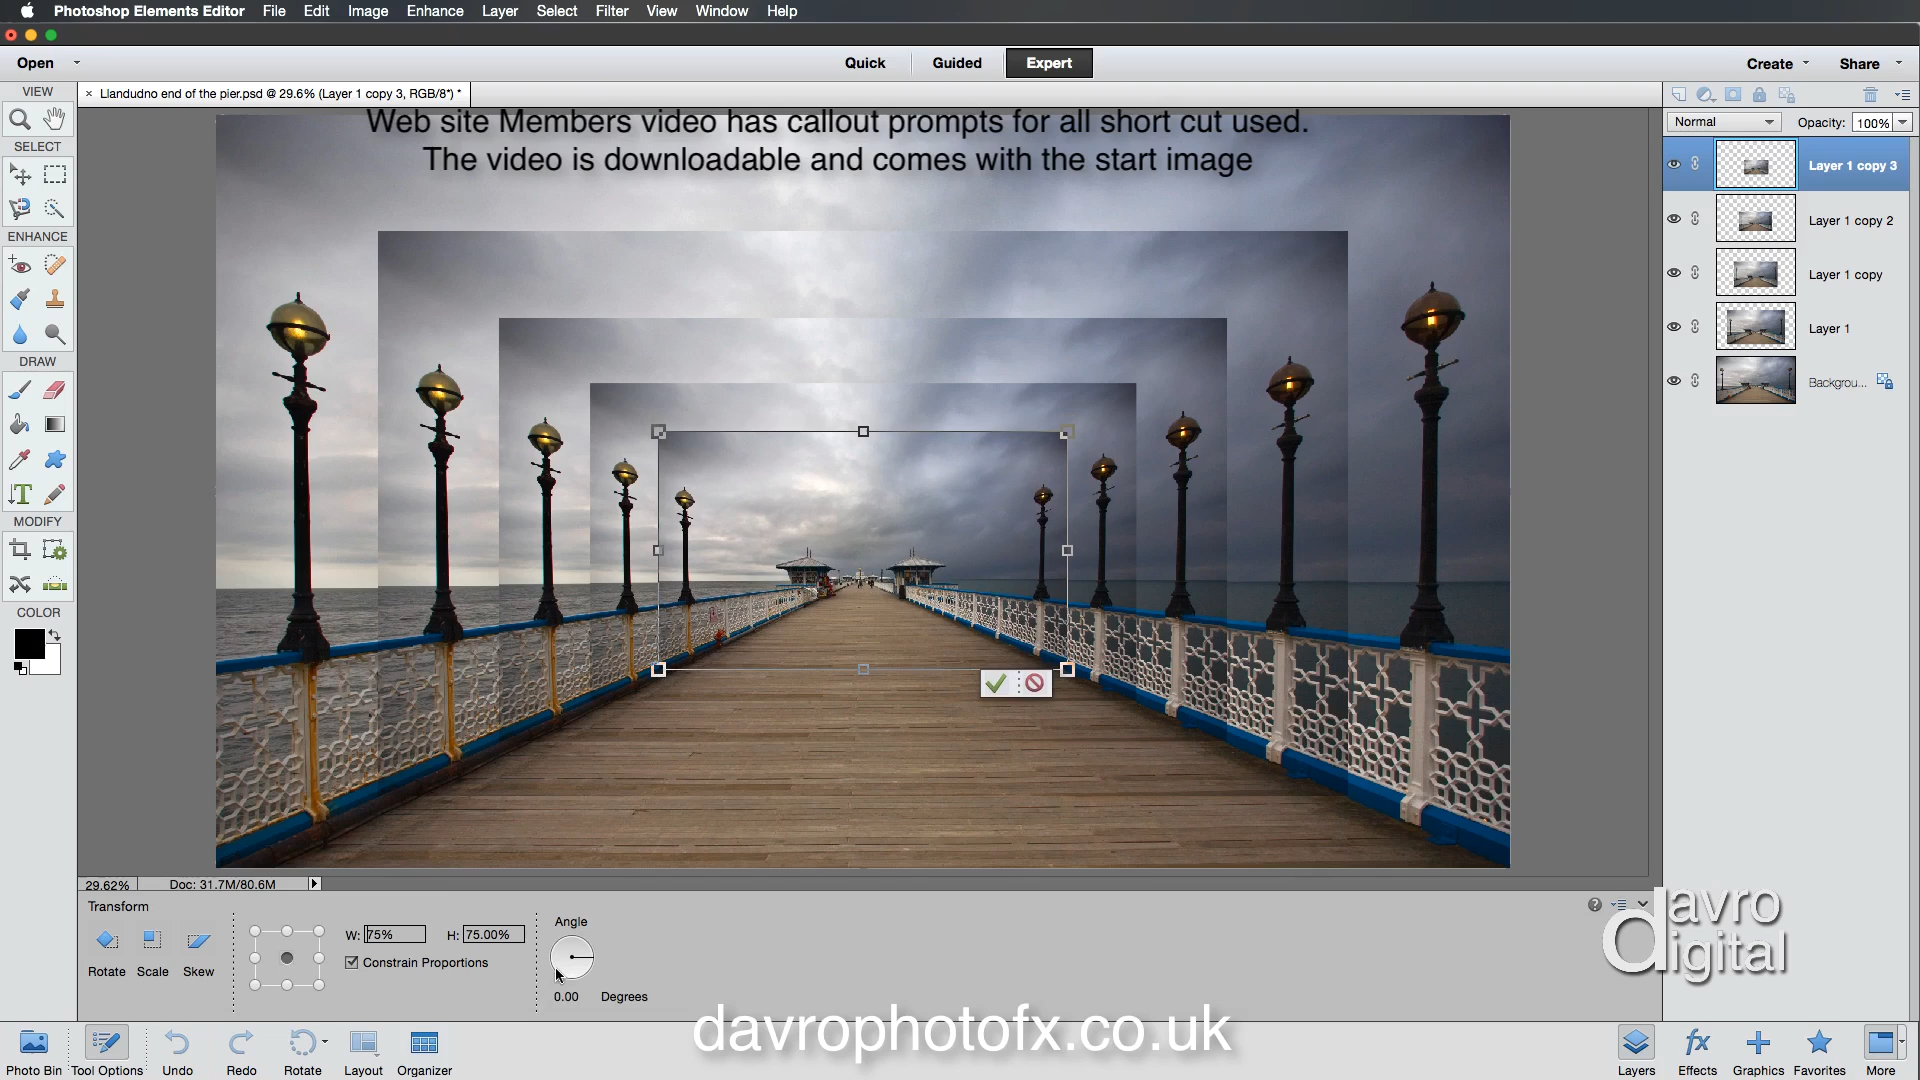 Photoshop Elements Editor File Edit Image Enhance Layer Select Filter View Window Help
Open Quick Guided Expert Create Share
VIEW × Llandudno end of the pier.psd @ 29.6% (Layer 1 copy 3, RGB/8*) *
Web site Members video has callout prompts for all short cut used.
The video is downloadable and comes with the start image
Normal Opacity: 100%
SELECT
Layer 1 copy 3
Layer 1 copy 2
ENHANCE
Layer 1 copy
Layer 1
DRAW
Backgrou...
T
MODIFY
COLOR
29.62% Doc: 31.7M/80.6M
Transform
Angle
W: 75% H: 75.00%
Constrain Proportions
Rotate Scale Skew
0.00 Degrees
davro
digital
davrophotofx.co.uk
Photo Bin Tool Options Undo Redo Rotate Layout Organizer Layers fx Effects Graphics Favorites More